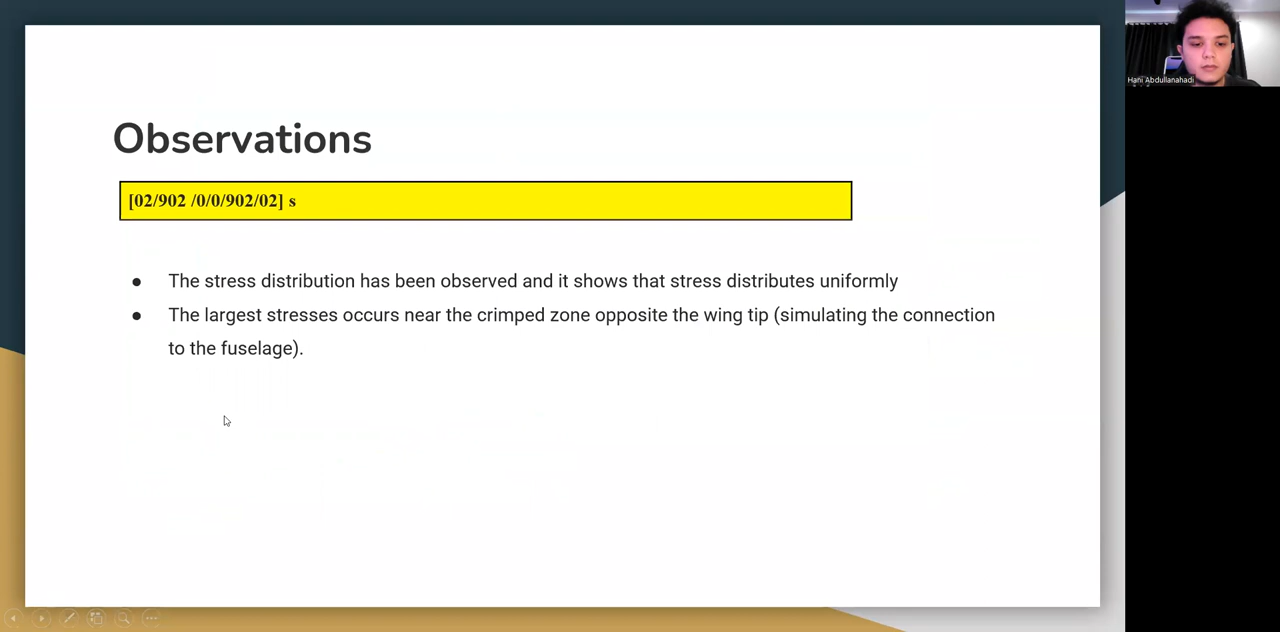 Observations
[02/902 /0/0/902/02] s
● The stress distribution has been observed and it shows that stress distributes uniformly
● The largest stresses occurs near the crimped zone opposite the wing tip (simulating the connection
to the fuselage).
Hani Abdullanahadi